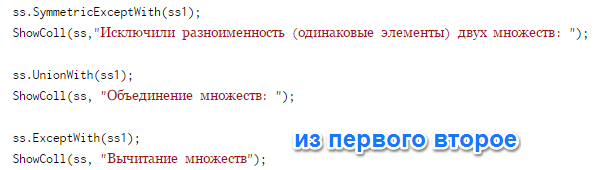 ss.SymmetricExceptWith(ss1);
ShowColl(ss,"Исключили разноименность (одинаковые элементы) двух множеств: ");
ss.UnionWith(ss1);
ShowColl(ss, "Объединение множеств: ");
ss.ExceptWith(ss1);
из первого второе
ShowColl(ss, "Вычитание множеств");